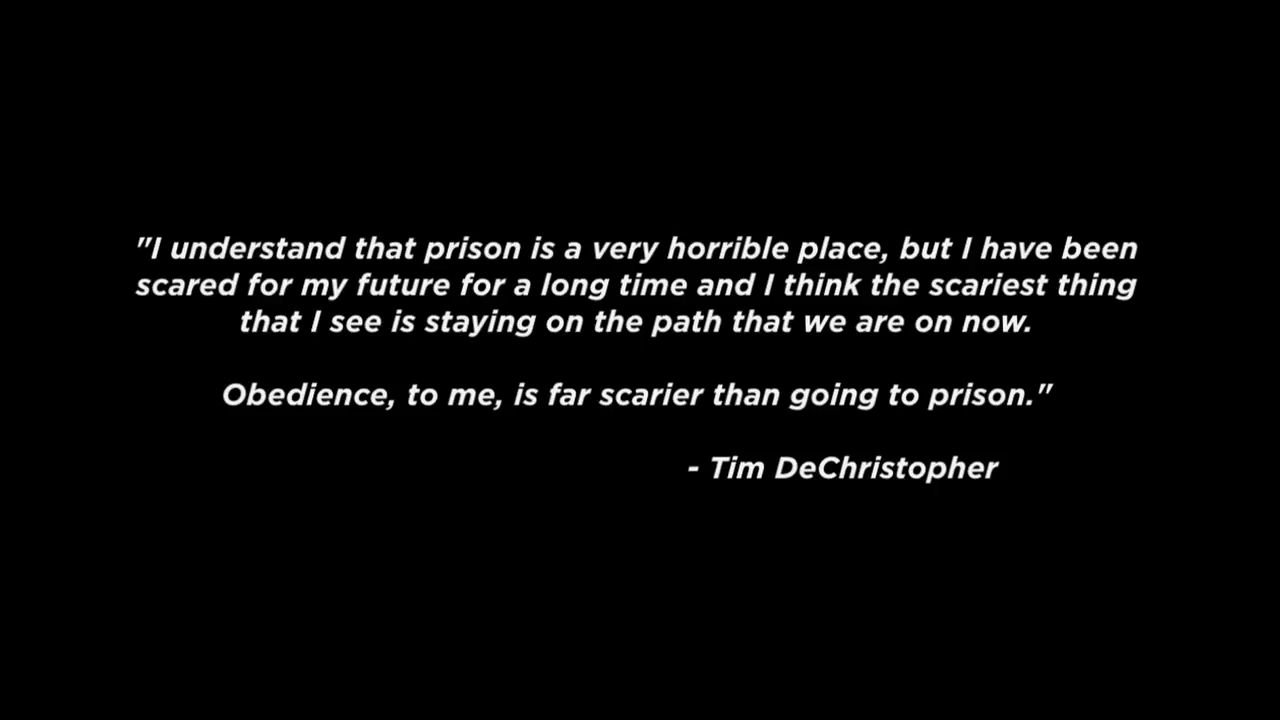 "I understand that prison is a very horrible place, but I have been
scared for my future for a long time and I think the scariest thing
that I see is staying on the path that we are on now.
Obedience, to me, is far scarier than going to prison."
- Tim DeChristopher